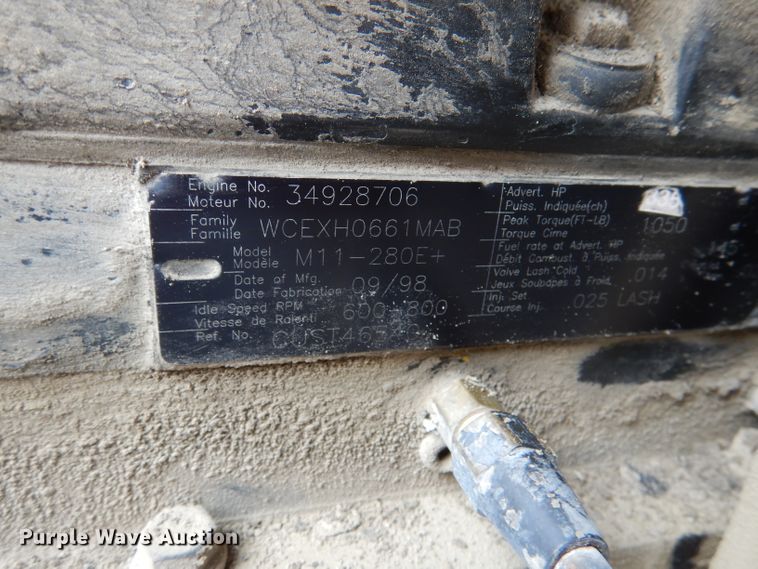 Engine No. 34928706
Moteur No.
Family WCEXH0661MAB
Famille
Model M11-280E+
Modèle
Date of Mfg. 09/98
Date Fabrication
Idle Speed RPM 600-800
Vitesse de Ralenti
Ref. No.
Advert. HP
Puiss. Indiquée(ch)
Peak Torque(FT-LB) 1050
Torque Cime
Fuel rate at Advert. HP
Débit Combust. à Puiss. Indiquée
Valve Lash Cold .014
Jeux Soupapes à Froid
Inj. Set .025 LASH
Course Inj.
Purple Wave Auction